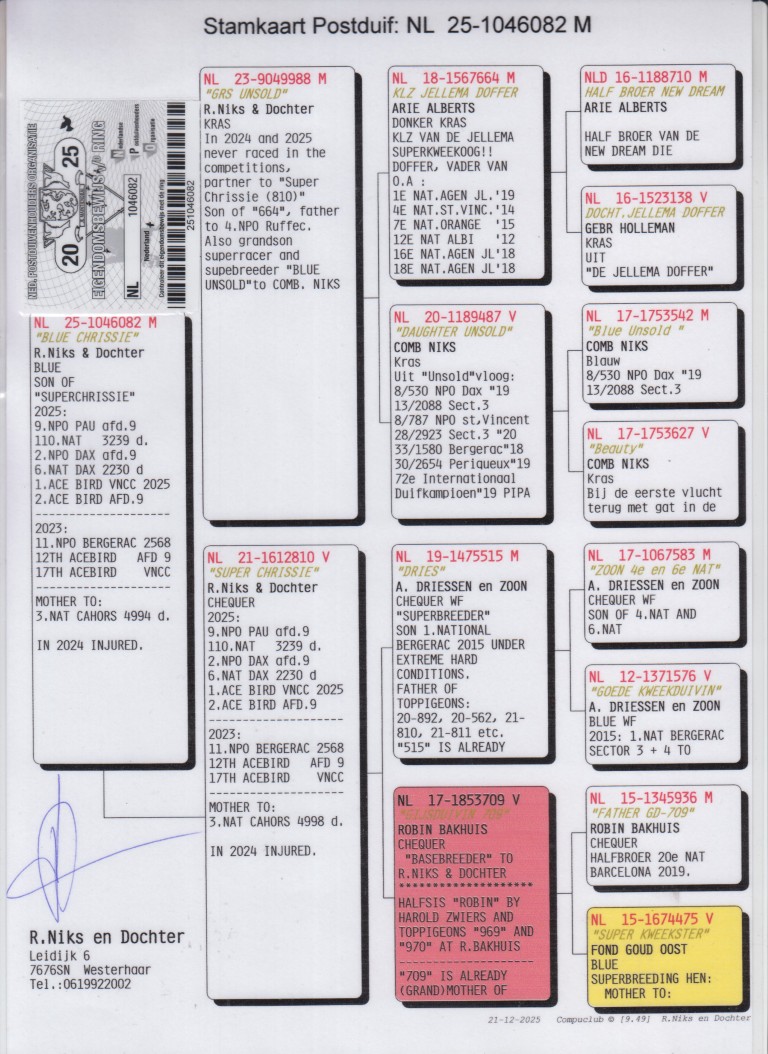 Stamkaart Postduif: NL 25-1046082 M
NED. POSTDUIVENHOUDERS ORGANISATIE
20 25
EIGENDOMSBEWIJS V/D RING
NL 1046082
Nederland
Controleer dit eigendomsbewijs met de ring
Nederlandse
Postduivenhouders
Organisatie
251046082
NL 25-1046082 M
"BLUE CHRISSIE"
R.Niks & Dochter
BLUE
SON OF
"SUPERCHRISSIE"
2025:
9.NPO PAU afd.9
110.NAT 3239 d.
2.NPO DAX afd.9
6.NAT DAX 2230 d
1.ACE BIRD VNCC 2025
2.ACE BIRD AFD.9
--------------------
2023:
11.NPO BERGERAC 2568
12TH ACEBIRD AFD 9
17TH ACEBIRD VNCC
--------------------
MOTHER TO:
3.NAT CAHORS 4994 d.
IN 2024 INJURED.
NL 23-9049988 M
"GRS UNSOLD"
R.Niks & Dochter
KRAS
In 2024 and 2025
never raced in the
competitions,
partner to "Super
Chrissie (810)"
Son of "664", father
to 4.NPO Ruffec.
Also grandson
superracer and
supebreeder "BLUE
UNSOLD"to COMB. NIKS
NL 21-1612810 V
"SUPER CHRISSIE"
R.Niks & Dochter
CHEQUER
2025:
9.NPO PAU afd.9
110.NAT 3239 d.
2.NPO DAX afd.9
6.NAT DAX 2230 d
1.ACE BIRD VNCC 2025
2.ACE BIRD AFD.9
--------------------
2023:
11.NPO BERGERAC 2568
12TH ACEBIRD AFD 9
17TH ACEBIRD VNCC
--------------------
MOTHER TO:
3.NAT CAHORS 4998 d.
IN 2024 INJURED.
NL 18-1567664 M
KLZ JELLEMA DOFFER
ARIE ALBERTS
DONKER KRAS
KLZ VAN DE JELLEMA
SUPERKWEEKOOG!!
DOFFER, VADER VAN
O.A :
1E NAT.AGEN JL.'19
4E NAT.ST.VINC.'14
7E NAT.ORANGE '15
12E NAT ALBI '12
16E NAT.AGEN JL'18
18E NAT.AGEN JL'18
NL 20-1189487 V
"DAUGHTER UNSOLD"
COMB NIKS
Kras
Uit "Unsold"vloog:
8/530 NPO Dax "19
13/2088 Sect.3
8/787 NPO st,Vincent
28/2923 Sect.3 "20
33/1580 Bergerac"18
30/2654 Periqueux"19
72e Internationaal
Duifkampioen"19 PIPA
NL 19-1475515 M
"DRIES"
A. DRIESSEN en ZOON
CHEQUER WF
"SUPERBREEDER"
SON 1.NATIONAL
BERGERAC 2015 UNDER
EXTREME HARD
CONDITIONS.
FATHER OF
TOPPIGEONS:
20-892, 20-562, 21-
810, 21-811 etc.
"515" IS ALREADY
NL 17-1853709 V
"GIJSDUIVIN 709"
ROBIN BAKHUIS
CHEQUER
"BASEBREEDER" TO
R.NIKS & DOCHTER
********************
HALFSIS "ROBIN" BY
HAROLD ZWIERS AND
TOPPIGEONS "969" AND
"970" AT R.BAKHUIS
--------------------
"709" IS ALREADY
(GRAND)MOTHER OF
NLD 16-1188710 M
HALF BROER NEW DREAM
ARIE ALBERTS
HALF BROER VAN DE
NEW DREAM DIE
NL 16-1523138 V
DOCHT.JELLEMA DOFFER
GEBR HOLLEMAN
KRAS
UIT
"DE JELLEMA DOFFER"
NL 17-1753542 M
"Blue Unsold "
COMB NIKS
Blauw
8/530 NPO Dax "19
13/2088 Sect.3
NL 17-1753627 V
"Beauty"
COMB NIKS
Kras
Bij de eerste vlucht
terug met gat in de
NL 17-1067583 M
"ZOON 4e en 6e NAT"
A. DRIESSEN en ZOON
CHEQUER WF
SON OF 4.NAT AND
6.NAT
NL 12-1371576 V
"GOEDE KWEEKDUIVIN"
A. DRIESSEN en ZOON
BLUE WF
2015: 1.NAT BERGERAC
SECTOR 3 + 4 TO
NL 15-1345936 M
"FATHER GD-709"
ROBIN BAKHUIS
CHEQUER
HALFBROER 20e NAT
BARCELONA 2019.
NL 15-1674475 V
"SUPER KWEEKSTER"
FOND GOUD OOST
BLUE
SUPERBREEDING HEN:
MOTHER TO:
R.Niks en Dochter
Leidijk 6
7676SN Westerhaar
Tel.:0619922002
21-12-2025 Compuclub © [9.49] R.Niks en Dochter